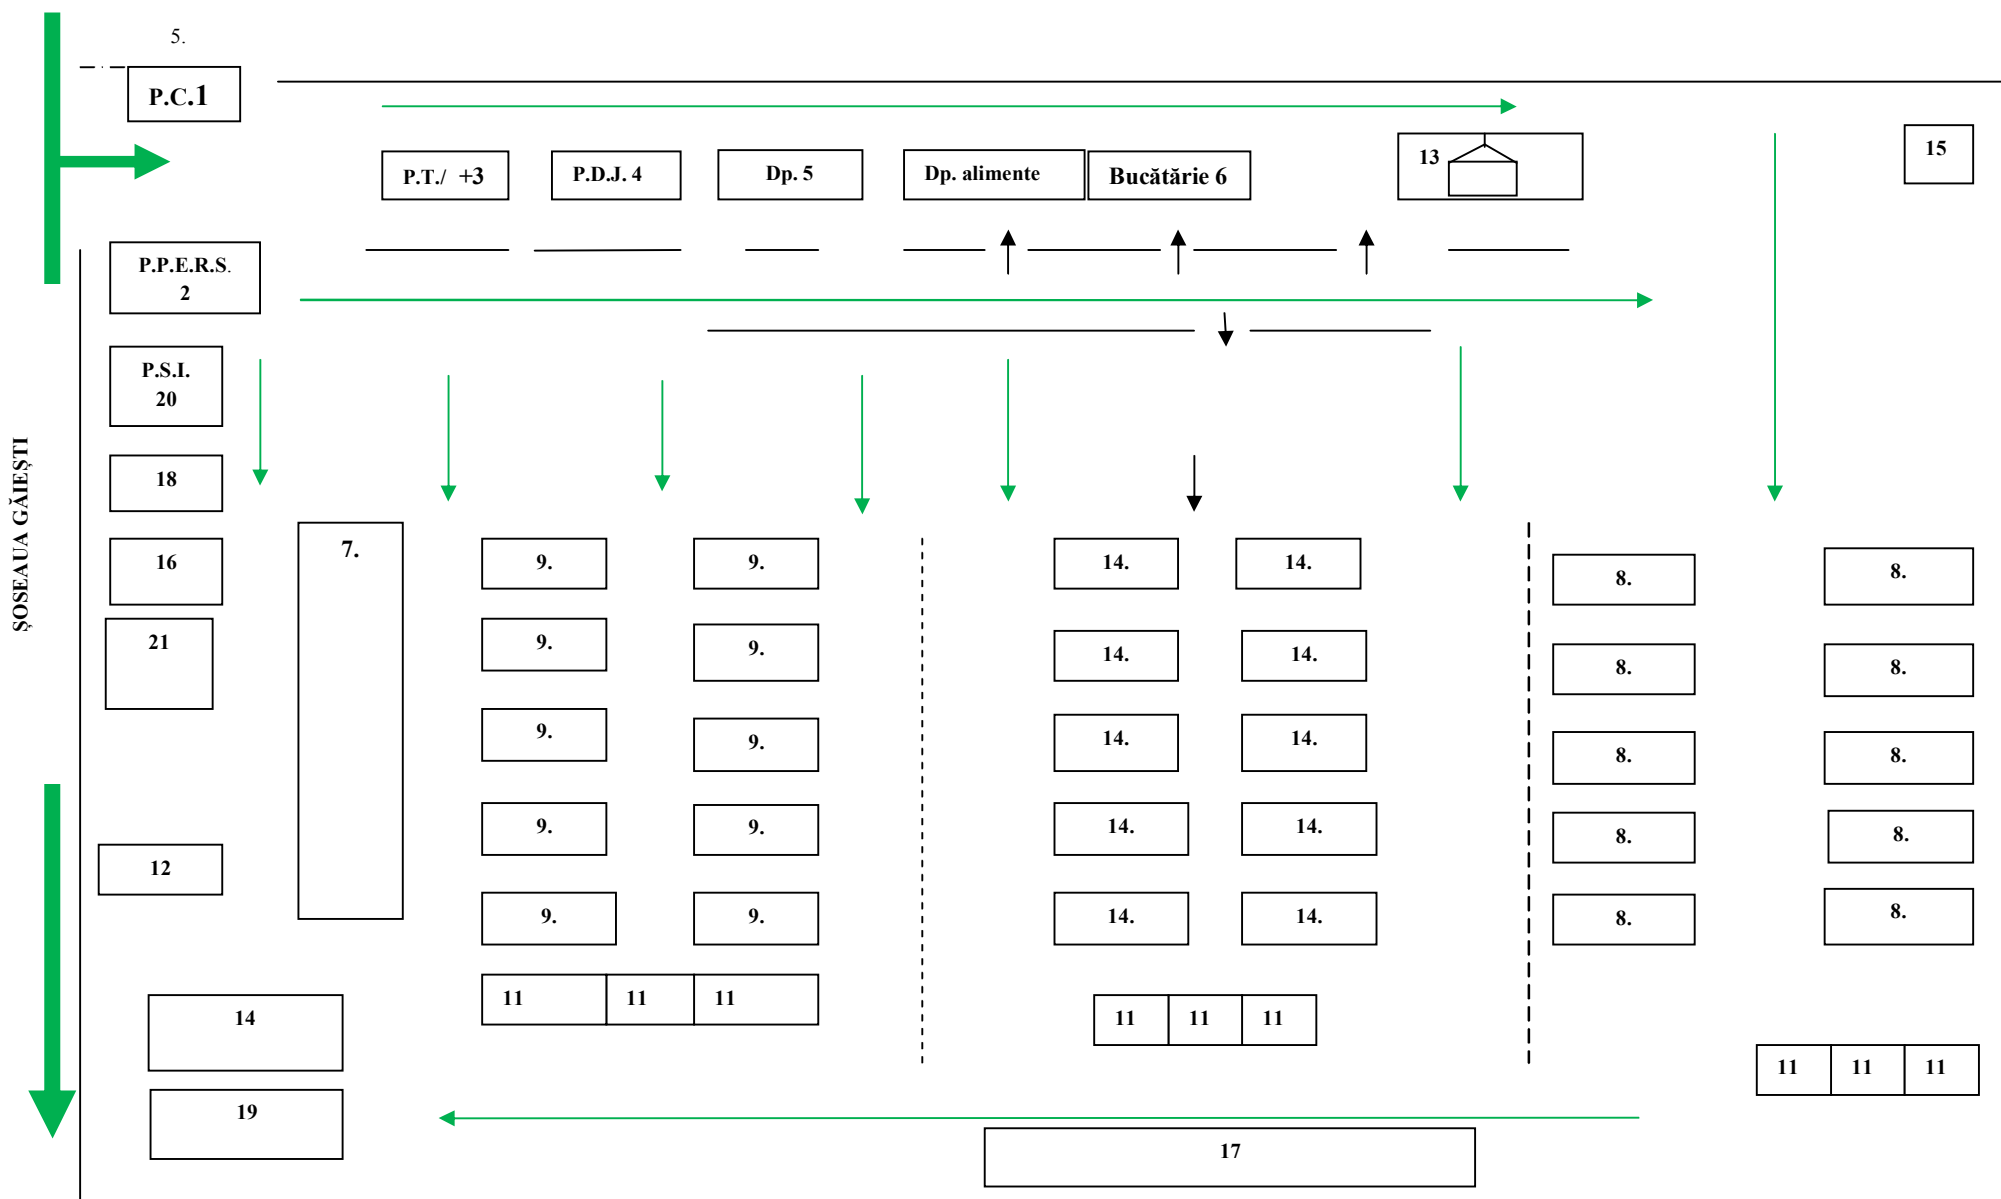 5.
P.C.1
P.T./ +3
P.D.J. 4
Dp. 5
Dp. alimente
Bucătărie 6
13
15
P.P.E.R.S.
2
P.S.I.
20
18
16
21
12
14
19
ȘOSEAUA GĂIEȘTI
7.
9. 9.
9. 9.
9. 9.
9. 9.
9. 9.
11 11 11
14. 14.
14. 14.
14. 14.
14. 14.
14. 14.
11 11 11
8. 8.
8. 8.
8. 8.
8. 8.
8. 8.
11 11 11
17